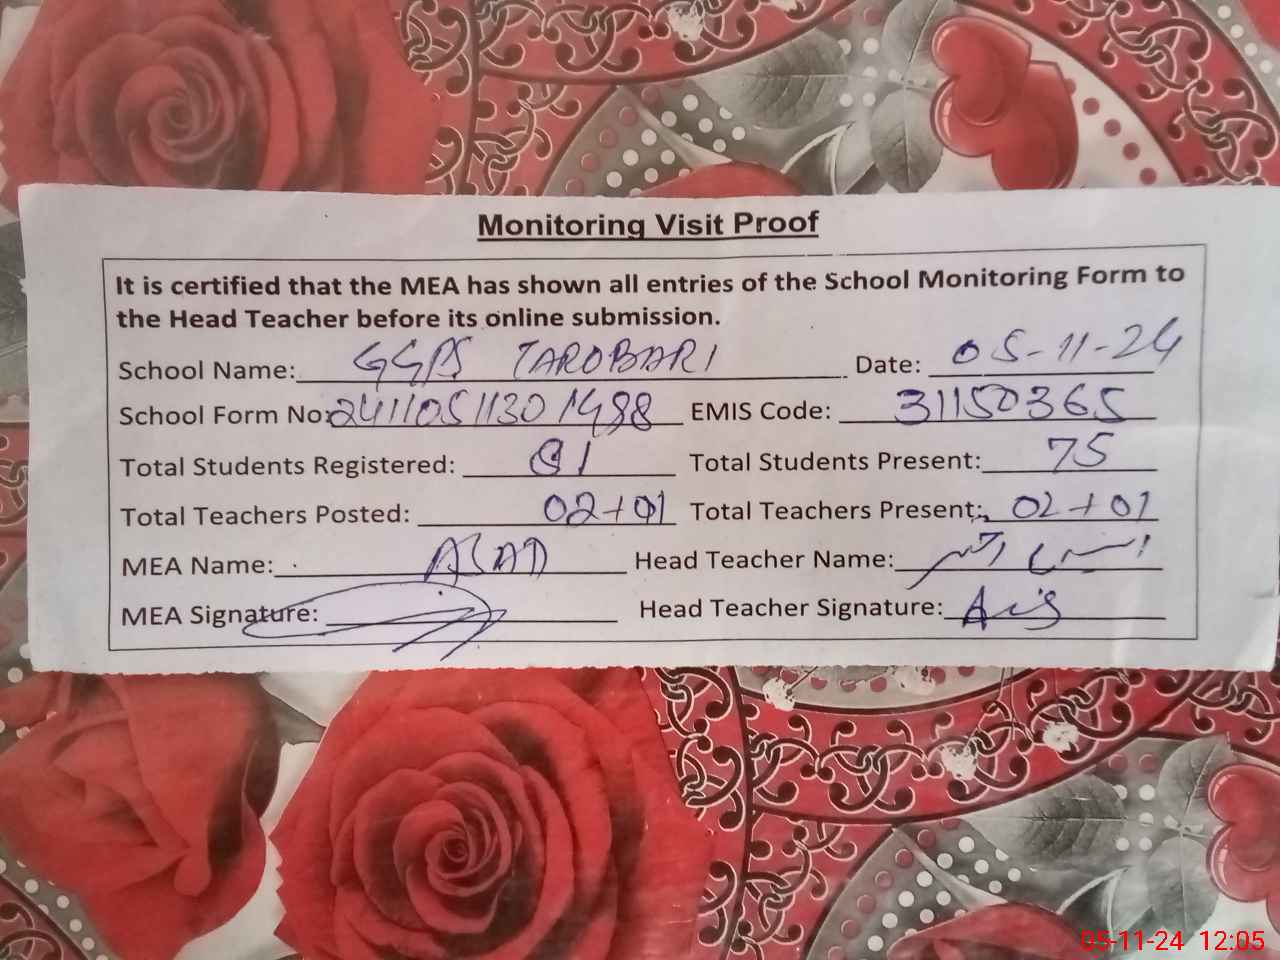 Monitoring Visit Proof
It is certified that the MEA has shown all entries of the School Monitoring Form to
the Head Teacher before its online submission.
School Name: GGPS TAROBARI Date: 05-11-24
School Form No: 24110511301498 EMIS Code: 31150365
Total Students Registered: 81 Total Students Present: 75
Total Teachers Posted: 02+01 Total Teachers Present: 02+01
MEA Name: ASAD Head Teacher Name:
MEA Signature: Head Teacher Signature:
05-11-24 12:05